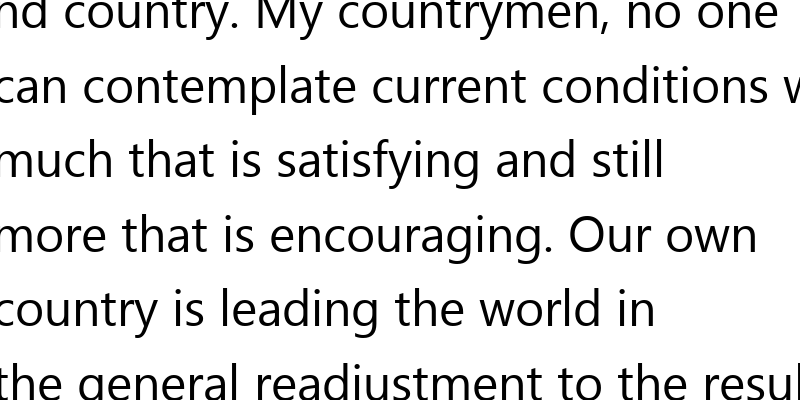 nd country. My countrymen, no one
can contemplate current conditions
much that is satisfying and still
more that is encouraging. Our own
country is leading the world in
the general readjustment to the